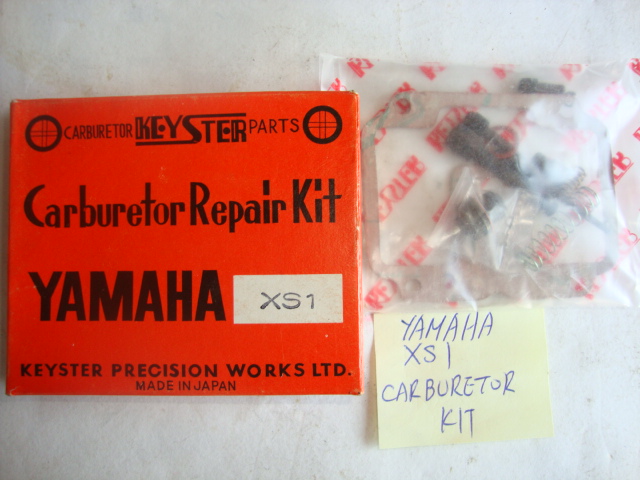 CARBURETOR KEYSTER PARTS
Carburetor Repair Kit
YAMAHA XS1
KEYSTER PRECISION WORKS LTD.
MADE IN JAPAN
KEYSTER
YAMAHA
XS1
CARBURETOR
KIT